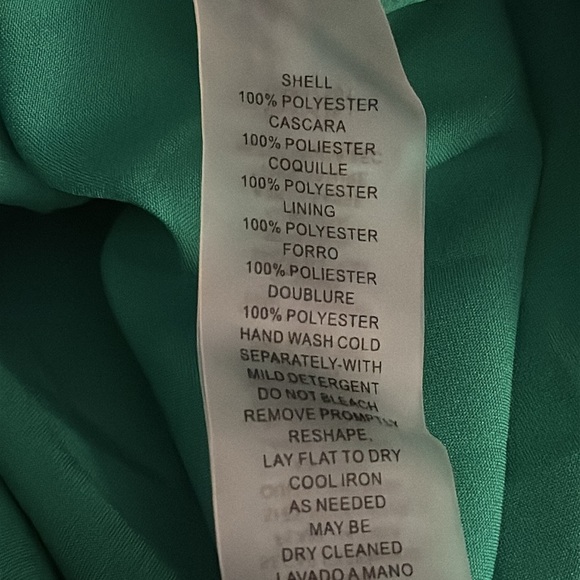 SHELL
100% POLYESTER
CASCARA
100% POLIESTER
COQUILLE
100% POLYESTER
LINING
100% POLYESTER
FORRO
100% POLIESTER
DOUBLURE
100% POLYESTER
HAND WASH COLD
SEPARATELY-WITH
MILD DETERGENT
DO NOT BLEACH
REMOVE PROMPTLY
RESHAPE,
LAY FLAT TO DRY
COOL IRON
AS NEEDED
MAY BE
DRY CLEANED
LAVADO A MANO